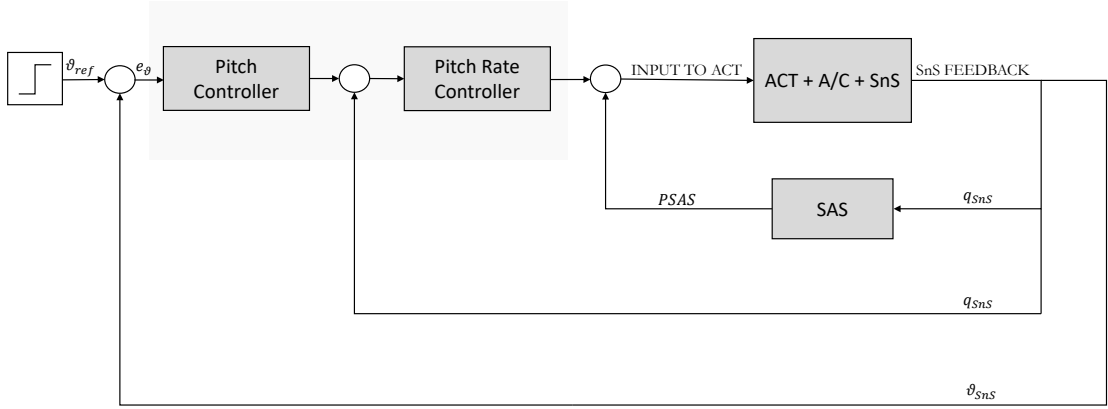 ϑref
eϑ
Pitch
Controller
Pitch Rate
Controller
INPUT TO ACT
ACT + A/C + SnS
SnS FEEDBACK
PSAS
SAS
qSnS
qSnS
ϑSnS